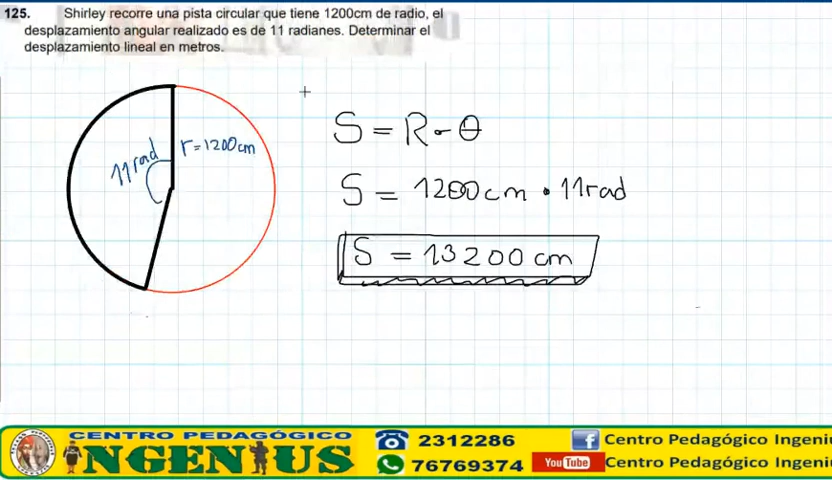 125. Shirley recorre una pista circular que tiene 1200cm de radio, el
desplazamiento angular realizado es de 11 radianes. Determinar el
desplazamiento lineal en metros.
11rad
r=1200cm
S = R • θ
S = 1200cm • 11rad
S = 13200 cm
CENTRO PEDAGÓGICO
INGENIUS
2312286
76769374
f Centro Pedagógico Ingeni
YouTube Centro Pedagógico Ingeni